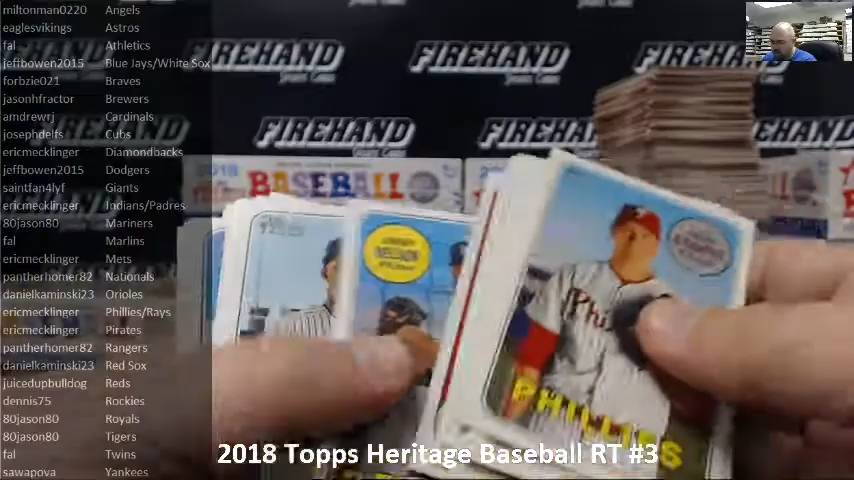 miltonman0220 Angels
eaglesvikings Astros
fal Athletics
jeffbowen2015 Blue Jays/White Sox
forbzie021 Braves
jasonhfractor Brewers
amdrewrj Cardinals
josephdelfs Cubs
ericmecklinger Diamondbacks
jeffbowen2015 Dodgers
saintfan4lyf Giants
ericmecklinger Indians/Padres
80jason80 Mariners
fal Marlins
ericmecklinger Mets
pantherhomer82 Nationals
danielkaminski23 Orioles
ericmecklinger Phillies/Rays
ericmecklinger Pirates
pantherhomer82 Rangers
danielkaminski23 Red Sox
juicedupbulldog Reds
dennis75 Rockies
80jason80 Royals
80jason80 Tigers
fal Twins
sawapova Yankees
FIREHAND
FIREHAND
FIREHAND
FIREHAND
FIREHAND
FIREHAND
2018 BASEBALL
PHILLIES
2018 Topps Heritage Baseball RT #3